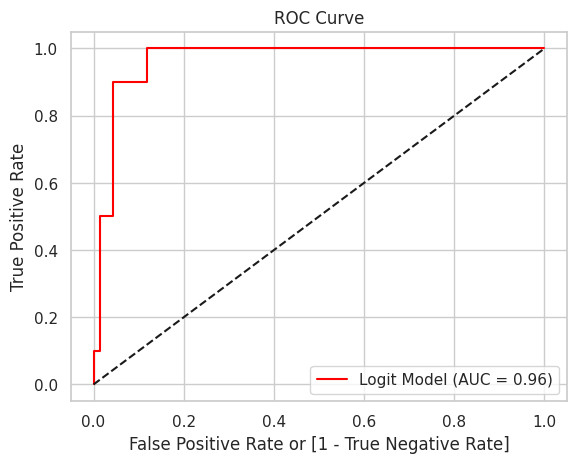 ROC Curve
1.0
0.8
0.6
0.4
0.2
0.0
True Positive Rate
Logit Model (AUC = 0.96)
0.0 0.2 0.4 0.6 0.8 1.0
False Positive Rate or [1 - True Negative Rate]